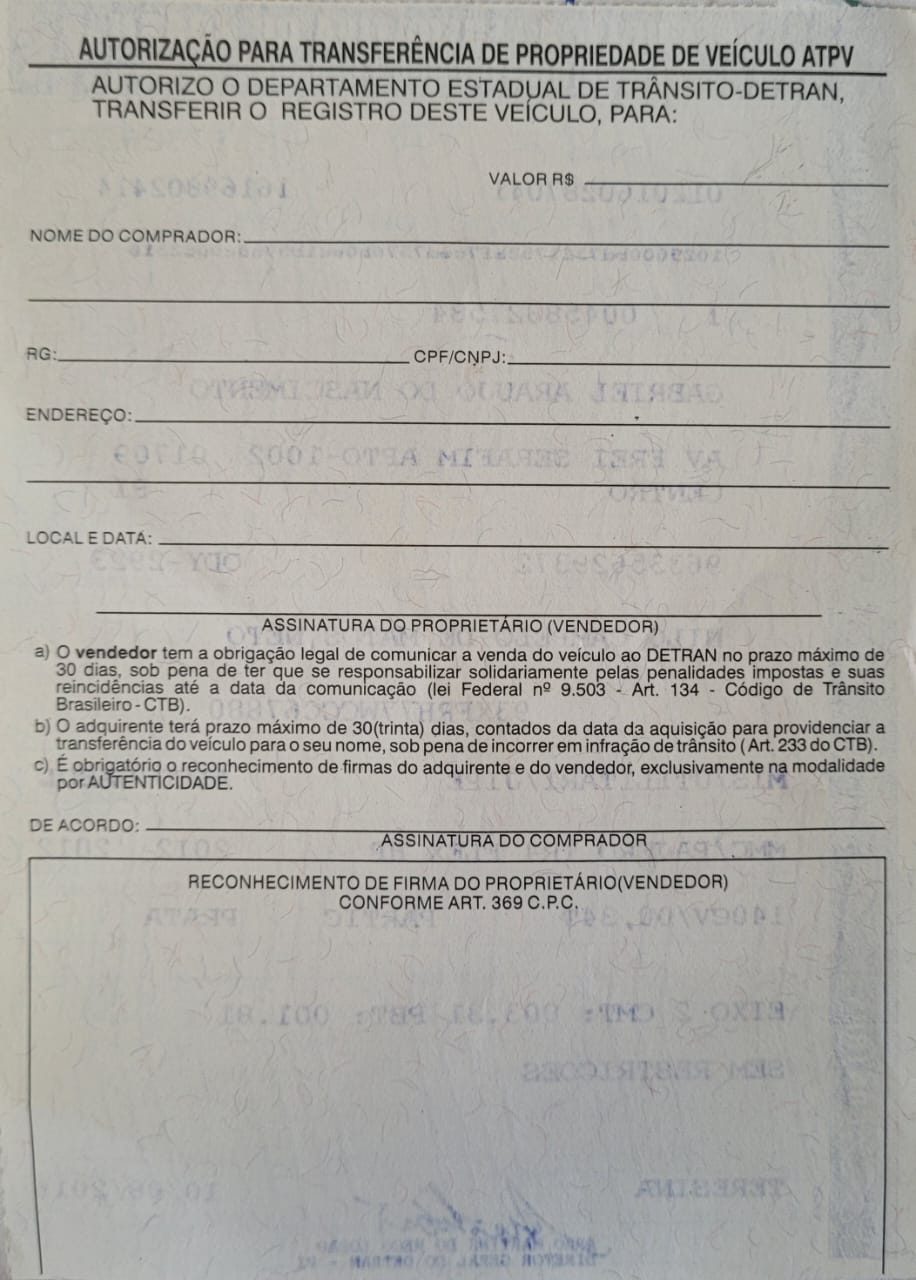 AUTORIZAÇÃO PARA TRANSFERÊNCIA DE PROPRIEDADE DE VEÍCULO ATPV
AUTORIZO O DEPARTAMENTO ESTADUAL DE TRÂNSITO-DETRAN,
TRANSFERIR O REGISTRO DESTE VEÍCULO, PARA:
VALOR R$
NOME DO COMPRADOR:
RG: CPF/CNPJ:
ENDEREÇO:
LOCAL E DATA:
ASSINATURA DO PROPRIETÁRIO (VENDEDOR)
a) O vendedor tem a obrigação legal de comunicar a venda do veículo ao DETRAN no prazo máximo de
30 dias, sob pena de ter que se responsabilizar solidariamente pelas penalidades impostas e suas
reincidências até a data da comunicação (lei Federal nº 9.503 - Art. 134 - Código de Trânsito
Brasileiro - CTB).
b) O adquirente terá prazo máximo de 30(trinta) dias, contados da data da aquisição para providenciar a
transferência do veículo para o seu nome, sob pena de incorrer em infração de trânsito (Art. 233 do CTB).
c) É obrigatório o reconhecimento de firmas do adquirente e do vendedor, exclusivamente na modalidade
por AUTENTICIDADE.
DE ACORDO:
ASSINATURA DO COMPRADOR
RECONHECIMENTO DE FIRMA DO PROPRIETÁRIO(VENDEDOR)
CONFORME ART. 369 C.P.C.